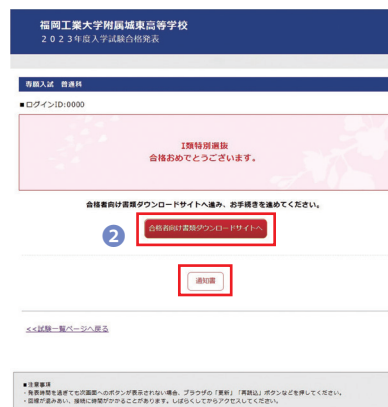 福岡工業大学附属城東高等学校
2023年度入学試験合格発表
専願入試 普通科
■ログインID:0000
I類特別選抜
合格おめでとうございます。
合格者向け書類ダウンロードサイトへ進み、お手続きを進めてください。
2
合格者向け書類ダウンロードサイトへ
通知書
<<試験一覧ページへ戻る
■注意事項
・発表時間を過ぎても次画面へのボタンが表示されない場合、ブラウザの「更新」「再読込」ボタンなどを押してください。
・回線が混みあい、接続に時間がかかることがあります。しばらくしてからアクセスしてください。